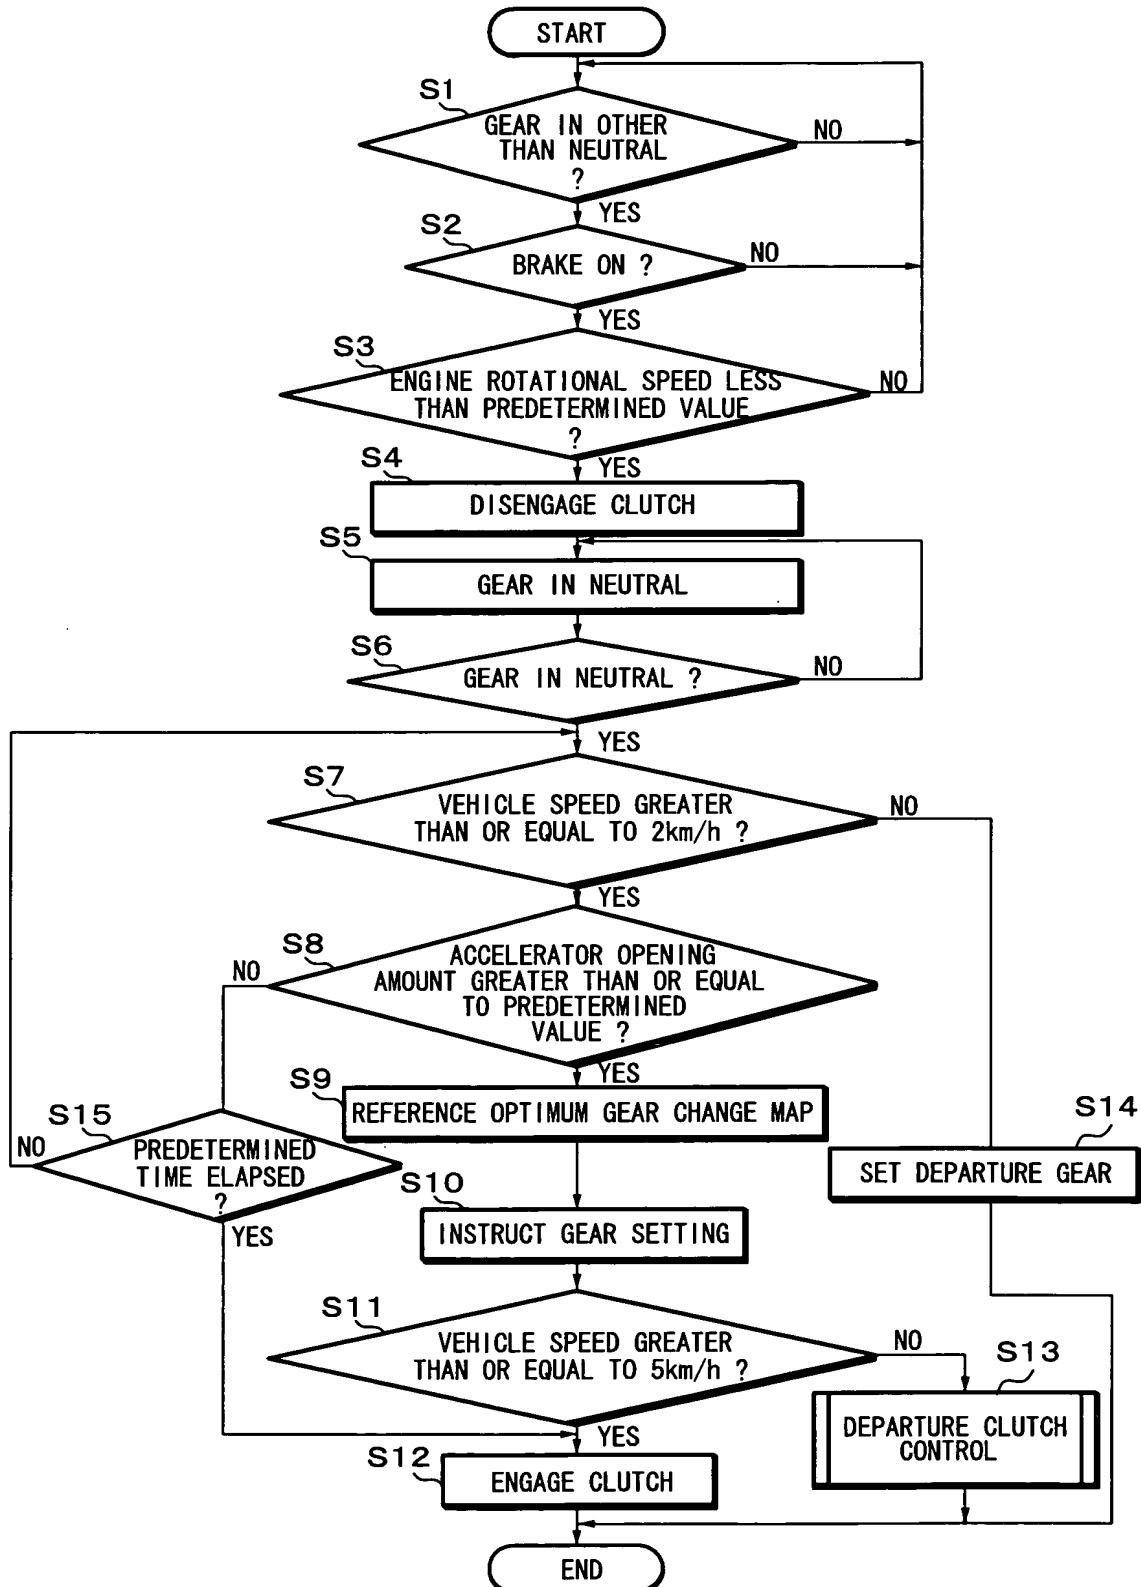 START
S1
GEAR IN OTHER
THAN NEUTRAL
?
NO
YES
S2
BRAKE ON ?
NO
YES
S3
ENGINE ROTATIONAL SPEED LESS
THAN PREDETERMINED VALUE
?
NO
YES
S4
DISENGAGE CLUTCH
S5
GEAR IN NEUTRAL
S6
GEAR IN NEUTRAL ?
NO
YES
S7
VEHICLE SPEED GREATER
THAN OR EQUAL TO 2km/h ?
NO
YES
S8
ACCELERATOR OPENING
AMOUNT GREATER THAN OR EQUAL
TO PREDETERMINED
VALUE ?
NO
YES
S9
REFERENCE OPTIMUM GEAR CHANGE MAP
S15
PREDETERMINED
TIME ELAPSED
?
NO
YES
S14
SET DEPARTURE GEAR
S10
INSTRUCT GEAR SETTING
S11
VEHICLE SPEED GREATER
THAN OR EQUAL TO 5km/h ?
NO
YES
S13
DEPARTURE CLUTCH
CONTROL
S12
ENGAGE CLUTCH
END